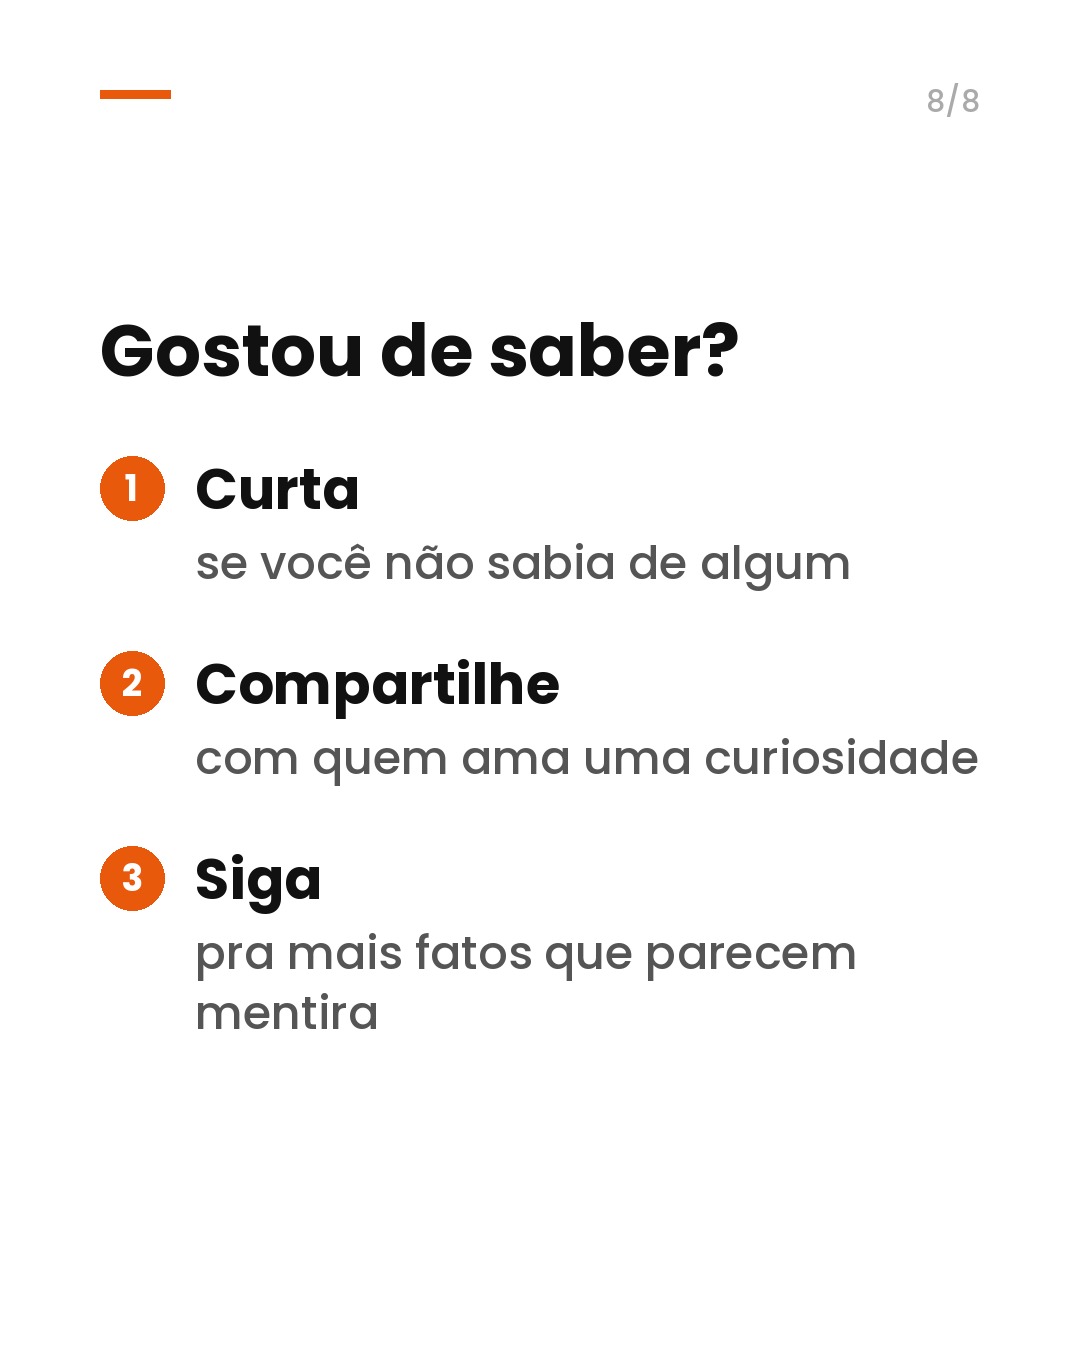 8/8
Gostou de saber?
1 Curta
se você não sabia de algum
2 Compartilhe
com quem ama uma curiosidade
3 Siga
pra mais fatos que parecem
mentira